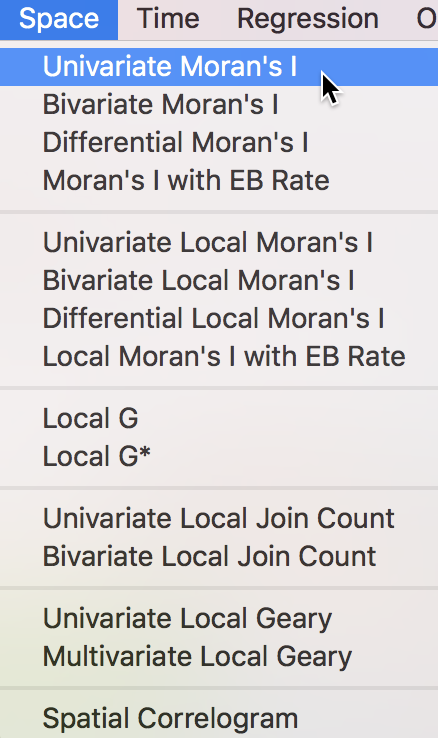 Space Time Regression O
Univariate Moran's I
Bivariate Moran's I
Differential Moran's I
Moran's I with EB Rate
Univariate Local Moran's I
Bivariate Local Moran's I
Differential Local Moran's I
Local Moran's I with EB Rate
Local G
Local G*
Univariate Local Join Count
Bivariate Local Join Count
Univariate Local Geary
Multivariate Local Geary
Spatial Correlogram